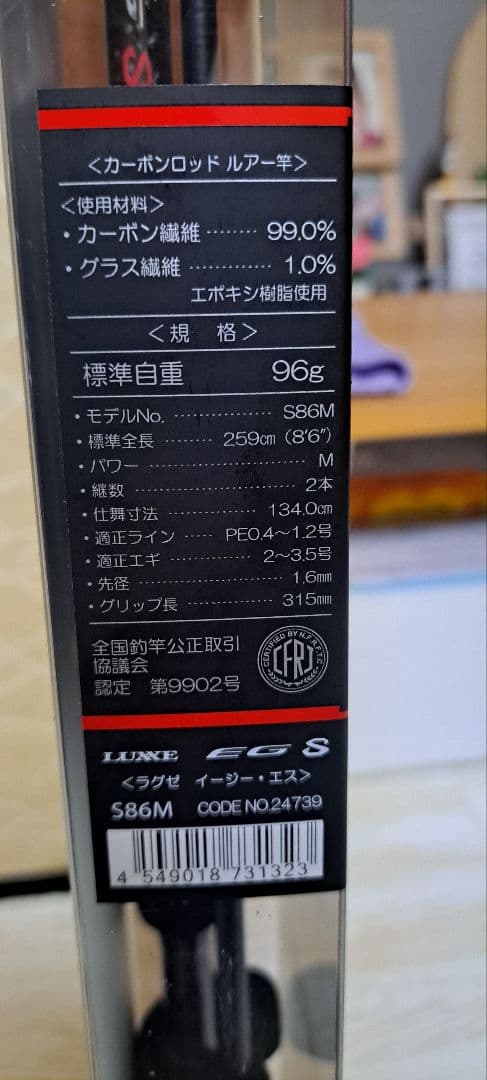 S
<カーボンロッド ルアー竿>
<使用材料>
・カーボン繊維 ········ 99.0%
・グラス繊維 ············· 1.0%
エポキシ樹脂使用
<規 格>
標準自重 96g
・モデルNo. ················ S86M
・標準全長 ········ 259cm (8'6")
・パワー ·························· M
・継数 ························· 2本
・仕舞寸法 ············· 134.0cm
・適正ライン ····· PE0.4～1.2号
・適正エギ ············ 2～3.5号
・先径 ······················ 1.6mm
・グリップ長 ············· 315mm
全国釣竿公正取引
協議会
認定 第9902号
CERTIFIED BY N.F.R.F.T.C
CFRJ
LUXXE EG S
<ラグゼ イージー・エス>
S86M CODE NO.24739
4 549018 731323